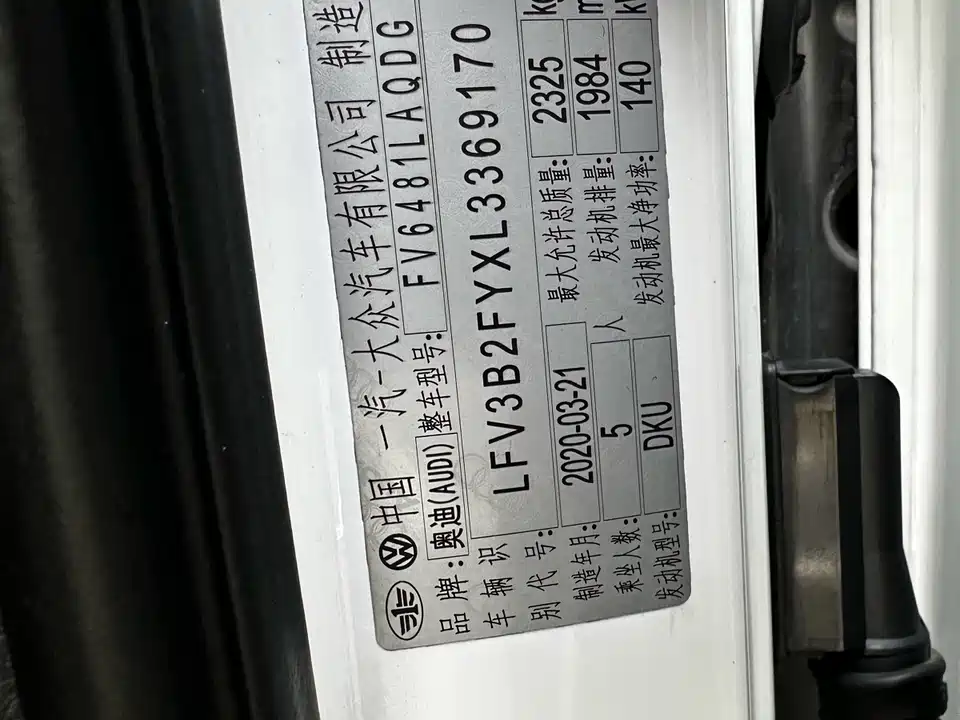 中国 一汽-大众汽车有限公司 制造
品牌: 奥迪(AUDI) 整车型号: FV6481LAQDG
车辆识别代号: LFV3B2FYXL3369170
制造年月: 2020-03-21 最大允许总质量: 2325 kg
乘坐人数: 5 人 发动机排量: 1984
发动机型号: DKU 发动机最大净功率: 140